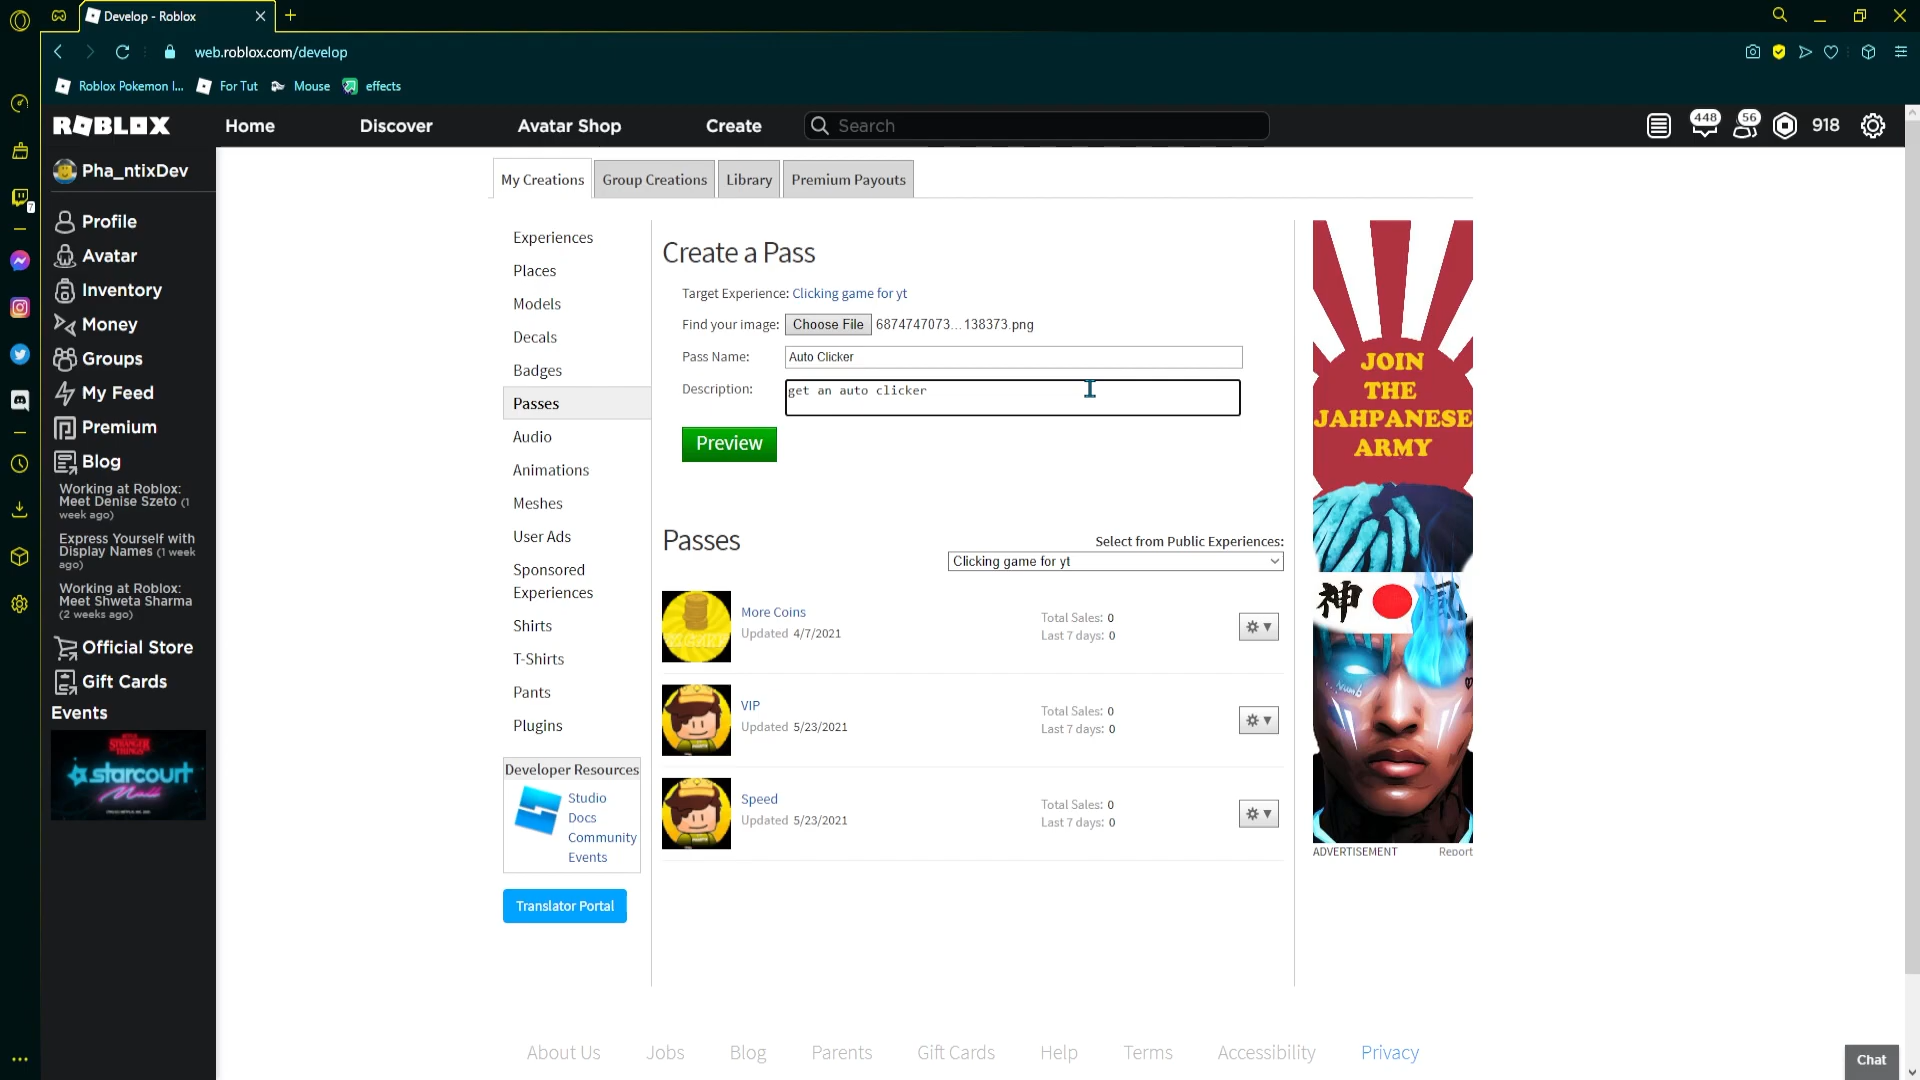 Develop - Roblox
web.roblox.com/develop
Roblox Pokemon I...
For Tut
Mouse
effects
7
ROBLOX
Home
Discover
Avatar Shop
Create
Search
448
56
918
Pha_ntixDev
Profile
Avatar
Inventory
Money
Groups
My Feed
Premium
Blog
Working at Roblox:
Meet Denise Szeto (1
week ago)
Express Yourself with
Display Names (1 week
ago)
Working at Roblox:
Meet Shweta Sharma
(2 weeks ago)
Official Store
Gift Cards
Events
STRANGER
THINGS
starcourt
Mall
My Creations
Group Creations
Library
Premium Payouts
Experiences
Places
Models
Decals
Badges
Passes
Audio
Animations
Meshes
User Ads
Sponsored
Experiences
Shirts
T-Shirts
Pants
Plugins
Developer Resources
Studio
Docs
Community
Events
Translator Portal
Create a Pass
Target Experience: Clicking game for yt
Find your image: Choose File 6874747073...138373.png
Pass Name: Auto Clicker
Description: get an auto clicker
Preview
Passes
Select from Public Experiences:
Clicking game for yt
More Coins
Updated 4/7/2021
Total Sales: 0
Last 7 days: 0
VIP
Updated 5/23/2021
Total Sales: 0
Last 7 days: 0
Speed
Updated 5/23/2021
Total Sales: 0
Last 7 days: 0
JOIN
THE
JAHPANESE
ARMY
神
Numb
ADVERTISEMENT
Report
About Us
Jobs
Blog
Parents
Gift Cards
Help
Terms
Accessibility
Privacy
Chat